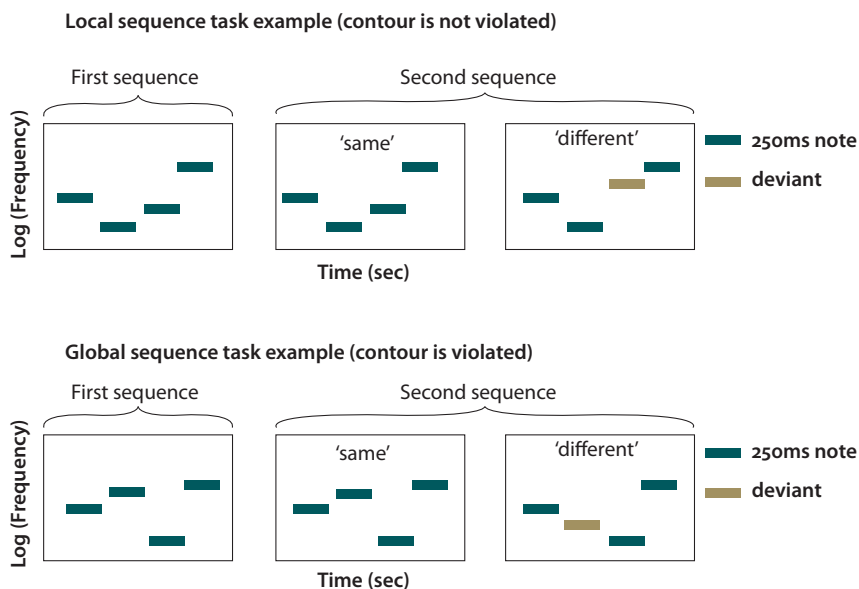 Local sequence task example (contour is not violated)
First sequence
Second sequence
Log (Frequency)
'same'
'different'
250ms note
deviant
Time (sec)
Global sequence task example (contour is violated)
First sequence
Second sequence
Log (Frequency)
'same'
'different'
250ms note
deviant
Time (sec)